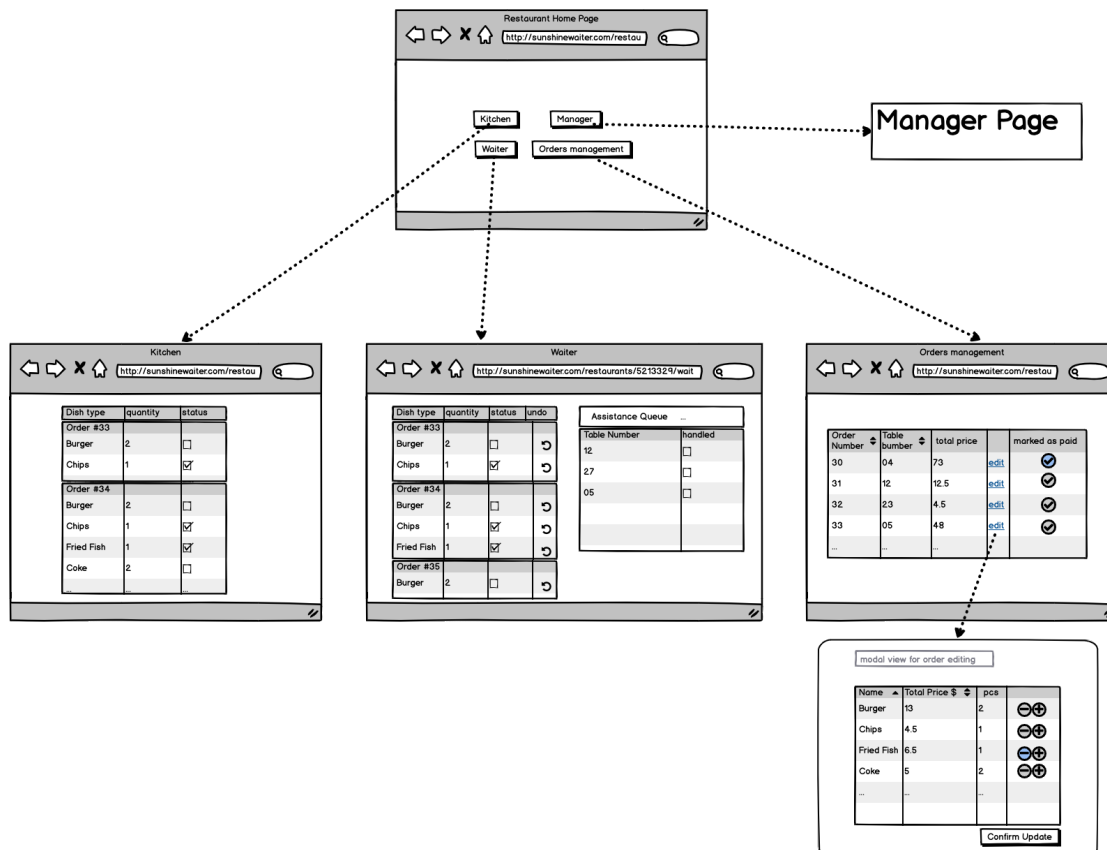 Restaurant Home Page
http://sunshinewaiter.com/restau
Kitchen
Manager
Waiter
Orders management
Manager Page
Kitchen
http://sunshinewaiter.com/restau
Dish type quantity status
Order #33
Burger 2
Chips 1
Order #34
Burger 2
Chips 1
Fried Fish 1
Coke 2
... ... ...
Waiter
http://sunshinewaiter.com/restaurants/5213329/wait
Dish type quantity status undo
Order #33
Burger 2
Chips 1
Order #34
Burger 2
Chips 1
Fried Fish 1
Order #35
Burger 2
Assistance Queue ...
Table Number handled
12
27
05
Orders management
http://sunshinewaiter.com/restau
Order Number Table bumber total price marked as paid
30 04 73 edit
31 12 12.5 edit
32 23 4.5 edit
33 05 48 edit
... ... ...
modal view for order editing
Name Total Price $ pcs
Burger 13 2
Chips 4.5 1
Fried Fish 6.5 1
Coke 5 2
... ... ...
Confirm Update